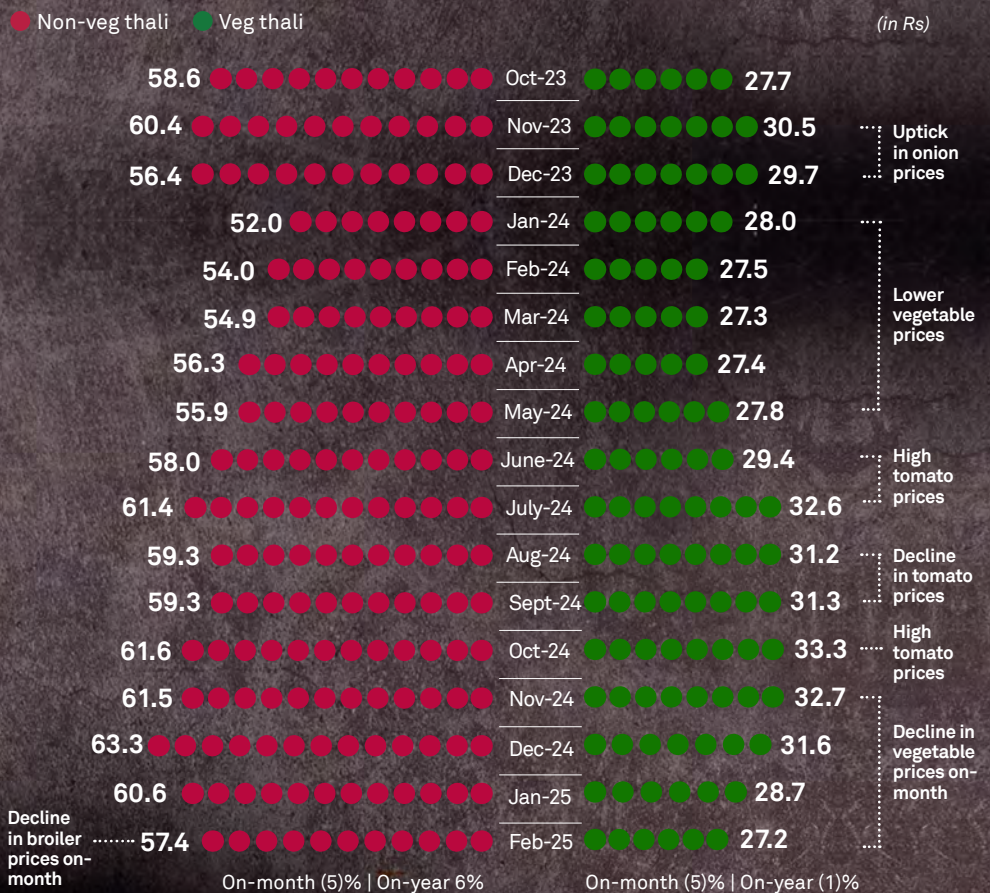 Non-veg thali Veg thali (in Rs)
58.6 Oct-23 27.7
60.4 Nov-23 30.5
Uptick
in onion
prices
56.4 Dec-23 29.7
52.0 Jan-24 28.0
54.0 Feb-24 27.5
Lower
vegetable
prices
54.9 Mar-24 27.3
56.3 Apr-24 27.4
55.9 May-24 27.8
58.0 June-24 29.4
High
tomato
prices
61.4 July-24 32.6
59.3 Aug-24 31.2
Decline
in tomato
prices
59.3 Sept-24 31.3
High
tomato
prices
61.6 Oct-24 33.3
61.5 Nov-24 32.7
Decline in
vegetable
prices on-
month
63.3 Dec-24 31.6
60.6 Jan-25 28.7
Decline
in broiler
prices on-
month
57.4 Feb-25 27.2
On-month (5)% | On-year 6% On-month (5)% | On-year (1)%